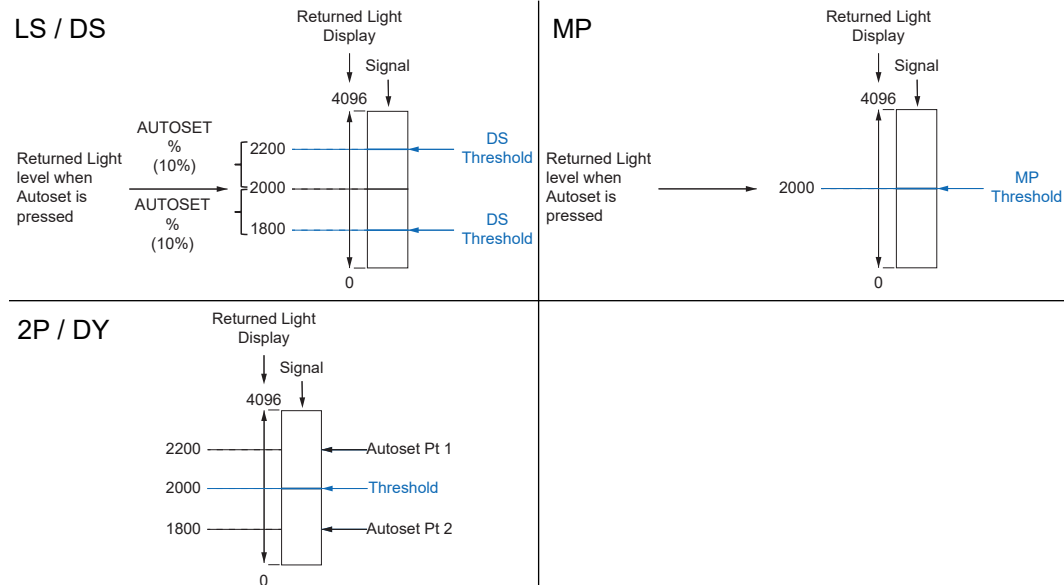 LS / DS
Returned Light
Display
Signal
4096
AUTOSET
%
(10%)
2200
DS
Threshold
Returned Light
level when
Autoset is
pressed
2000
AUTOSET
%
(10%)
1800
DS
Threshold
0
MP
Returned Light
Display
Signal
4096
Returned Light
level when
Autoset is
pressed
2000
MP
Threshold
0
2P / DY
Returned Light
Display
Signal
4096
2200
Autoset Pt 1
2000
Threshold
1800
Autoset Pt 2
0